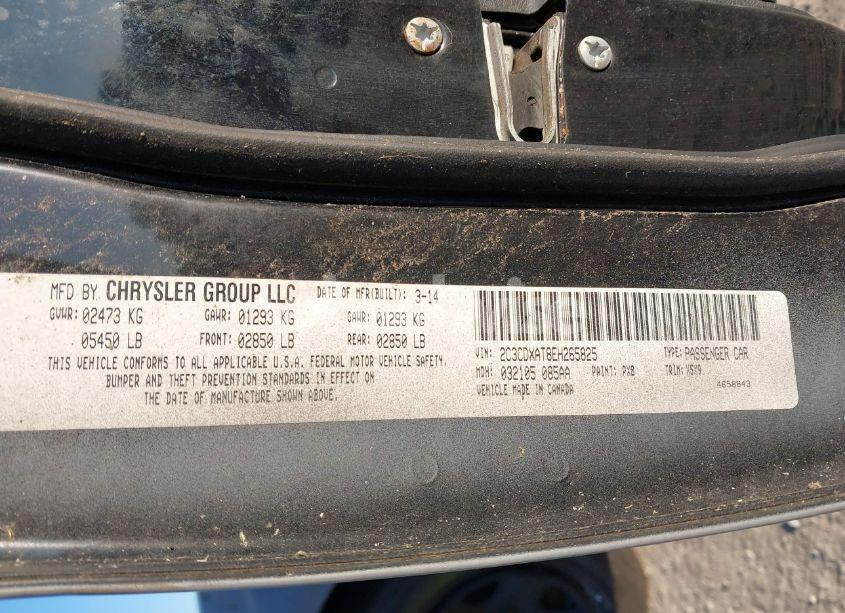 MFD BY CHRYSLER GROUP LLC DATE OF MFR(BUILT): 3-14
GVWR: 02473 KG GAWR: 01293 KG GAWR: 01293 KG
05450 LB FRONT: 02850 LB REAR: 02850 LB
THIS VEHICLE CONFORMS TO ALL APPLICABLE U.S.A. FEDERAL MOTOR VEHICLE SAFETY,
BUMPER AND THEFT PREVENTION STANDARDS IN EFFECT ON
THE DATE OF MANUFACTURE SHOWN ABOVE.
VIN: 2C3CDXAT8EH265825 TYPE: PASSENGER CAR
MDH: 032105 085AA PAINT: PX8 TRIM: X5X9
VEHICLE MADE IN CANADA 4658843